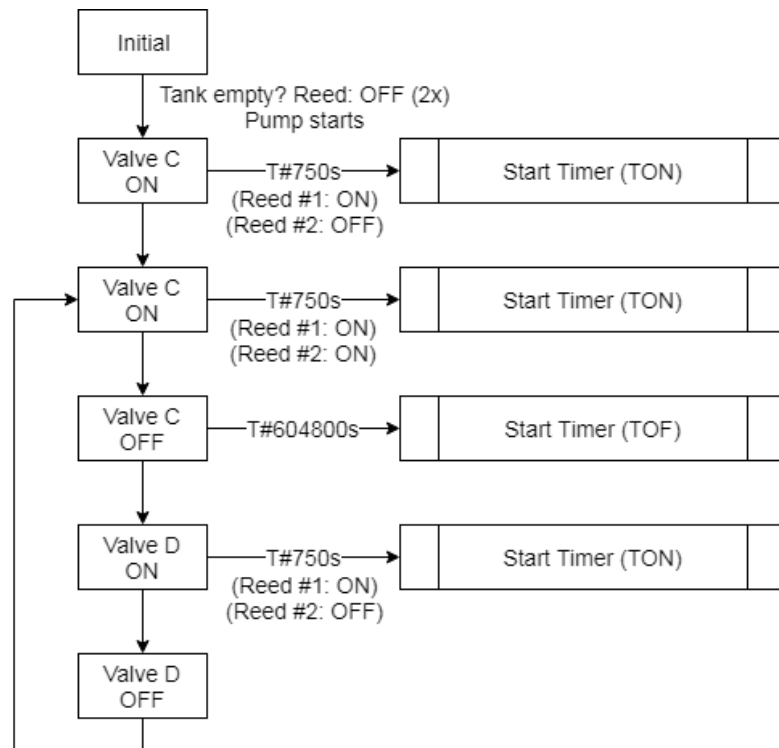 Initial
Tank empty? Reed: OFF (2x)
Pump starts
Valve C
ON
T#750s
(Reed #1: ON)
(Reed #2: OFF)
Start Timer (TON)
Valve C
ON
T#750s
(Reed #1: ON)
(Reed #2: ON)
Start Timer (TON)
Valve C
OFF
T#604800s
Start Timer (TOF)
Valve D
ON
T#750s
(Reed #1: ON)
(Reed #2: OFF)
Start Timer (TON)
Valve D
OFF